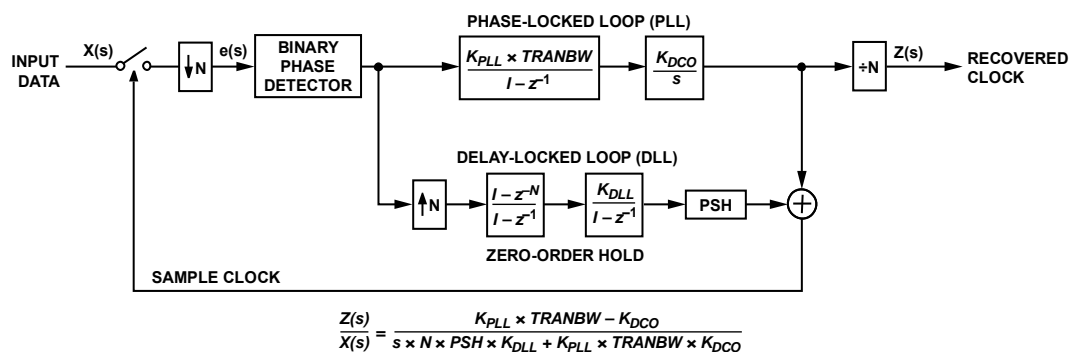 PHASE-LOCKED LOOP (PLL)
INPUT DATA
X(s)
↓N
e(s)
BINARY PHASE DETECTOR
K_PLL × TRANBW
I – z⁻¹
K_DCO
s
÷N
Z(s)
RECOVERED CLOCK
DELAY-LOCKED LOOP (DLL)
↑N
I – z⁻ᴺ
I – z⁻¹
K_DLL
I – z⁻¹
PSH
+
ZERO-ORDER HOLD
SAMPLE CLOCK
Z(s)
X(s)
=
K_PLL × TRANBW – K_DCO
s × N × PSH × K_DLL + K_PLL × TRANBW × K_DCO